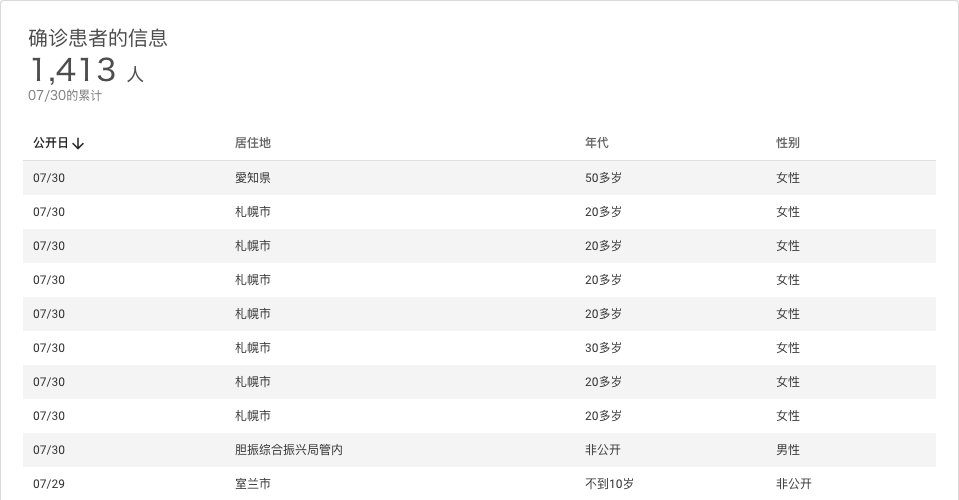 确诊患者的信息
1,413 人
07/30的累计
公开日↓ 居住地 年代 性别
07/30 愛知県 50多岁 女性
07/30 札幌市 20多岁 女性
07/30 札幌市 20多岁 女性
07/30 札幌市 20多岁 女性
07/30 札幌市 20多岁 女性
07/30 札幌市 30多岁 女性
07/30 札幌市 20多岁 女性
07/30 札幌市 20多岁 女性
07/30 胆振综合振兴局管内 非公开 男性
07/29 室兰市 不到10岁 非公开